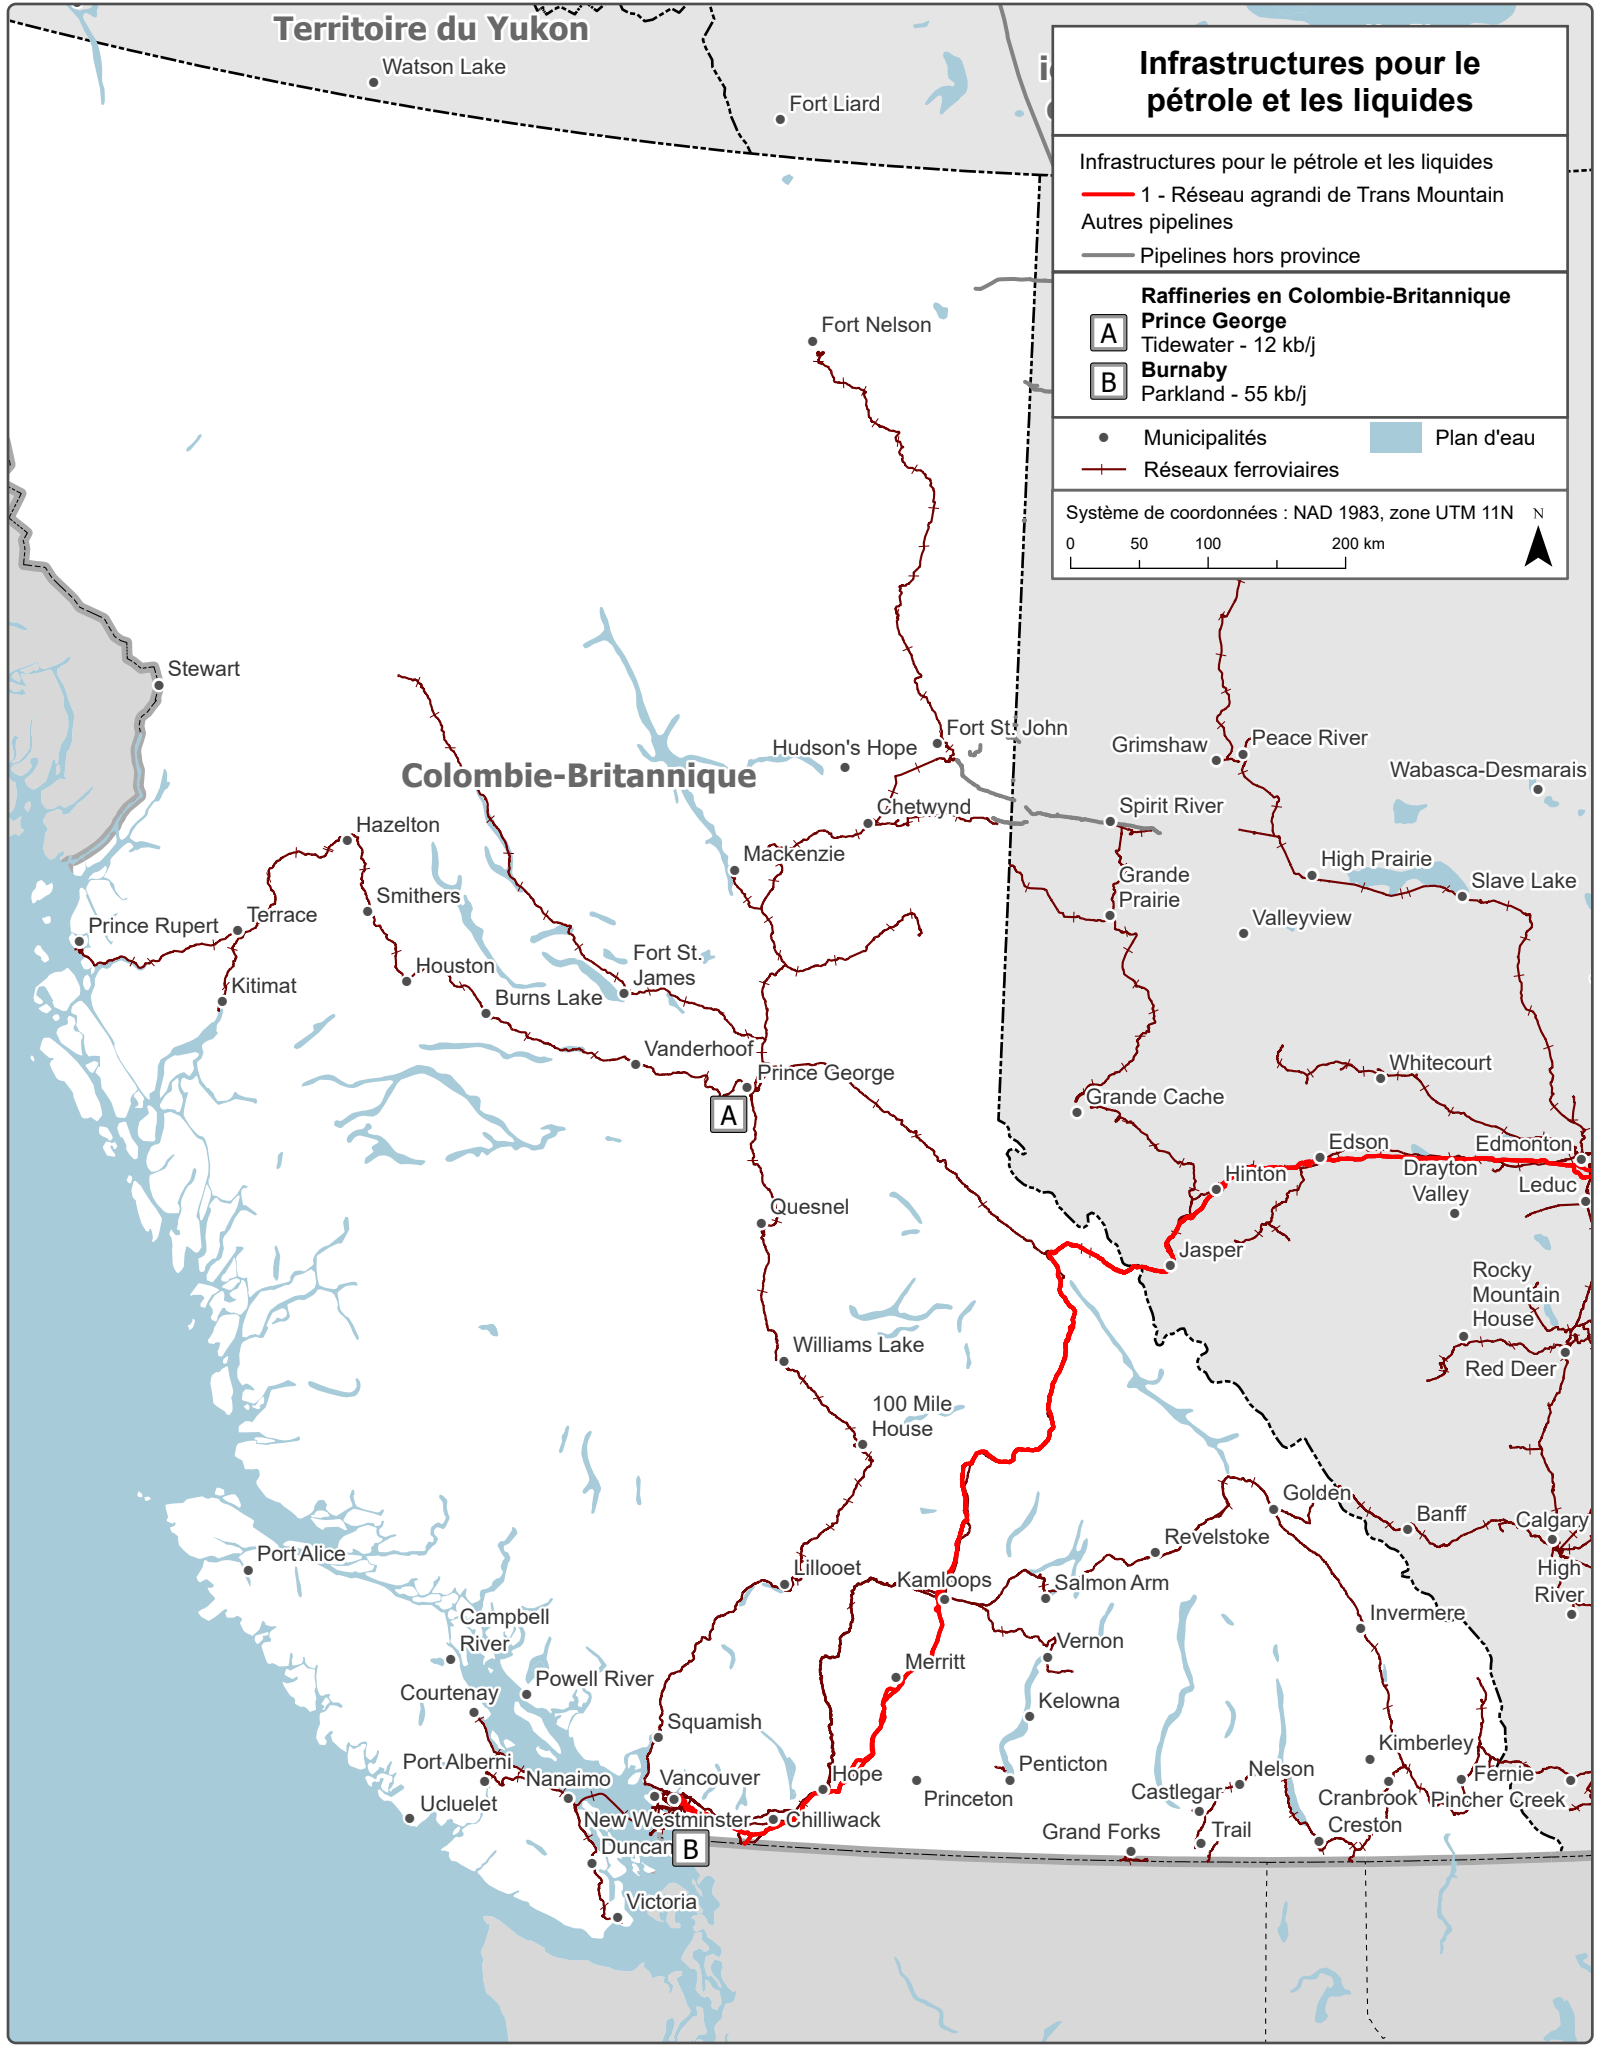 Territoire du Yukon
Watson Lake
Fort Liard
Infrastructures pour le
pétrole et les liquides
Infrastructures pour le pétrole et les liquides
1 - Réseau agrandi de Trans Mountain
Autres pipelines
Pipelines hors province
Raffineries en Colombie-Britannique
A
Prince George
Tidewater - 12 kb/j
B
Burnaby
Parkland - 55 kb/j
Municipalités
Plan d'eau
Réseaux ferroviaires
Système de coordonnées : NAD 1983, zone UTM 11N
N
0 50 100 200 km
Fort Nelson
Stewart
Fort St. John
Hudson's Hope
Grimshaw
Peace River
Wabasca-Desmarais
Colombie-Britannique
Chetwynd
Spirit River
Hazelton
Mackenzie
High Prairie
Grande
Prairie
Slave Lake
Smithers
Valleyview
Terrace
Prince Rupert
Fort St.
James
Houston
Kitimat
Burns Lake
Vanderhoof
Whitecourt
Prince George
Grande Cache
A
Edson
Edmonton
Drayton
Valley
Hinton
Leduc
Quesnel
Jasper
Rocky
Mountain
House
Williams Lake
Red Deer
100 Mile
House
Golden
Banff
Calgary
Revelstoke
Port Alice
Lillooet
Kamloops
Salmon Arm
High
River
Campbell
River
Invermere
Vernon
Merritt
Powell River
Courtenay
Kelowna
Squamish
Kimberley
Port Alberni
Penticton
Nelson
Fernie
Nanaimo
Vancouver
Hope
Castlegar
Cranbrook
Pincher Creek
Ucluelet
Princeton
New Westminster
Chilliwack
Creston
Grand Forks
Trail
Duncan
B
Victoria